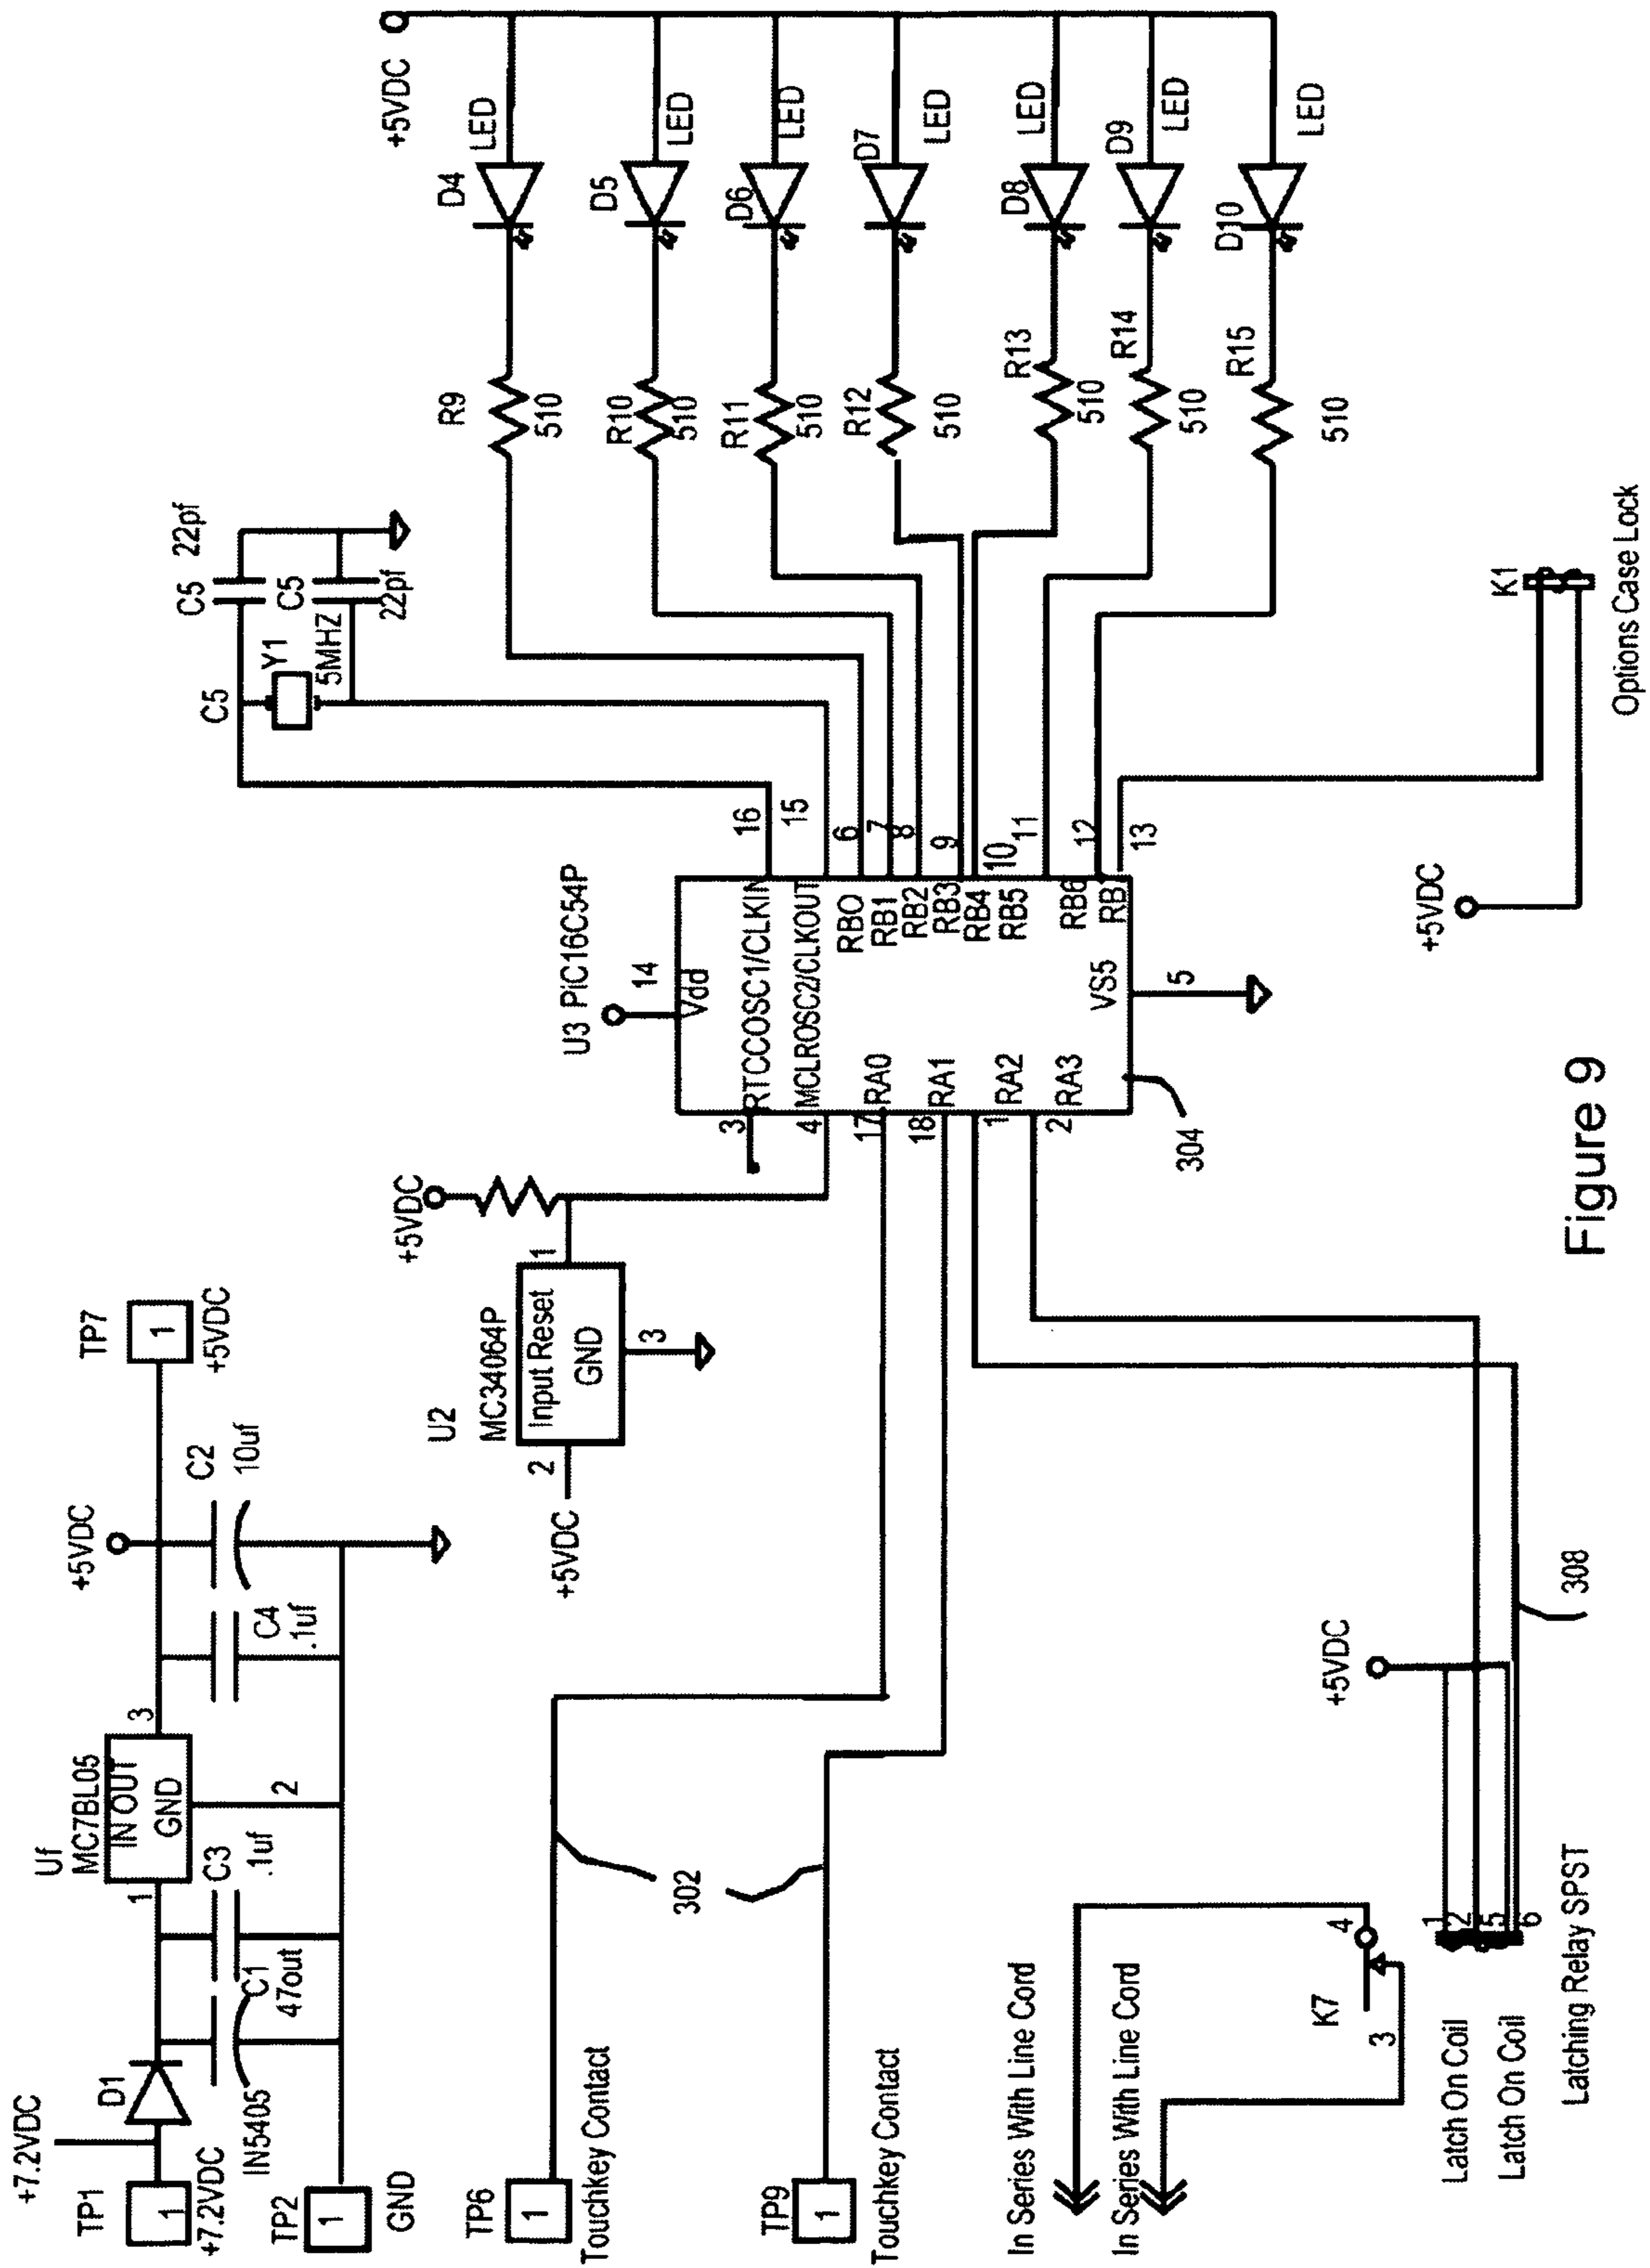 +7.2VDC
TP1
1
+7.2VDC
D1
IN5405
C1
47out
C3
.1uf
Uf
MC7BL05
IN OUT
GND
1
2
3
C4
.1uf
+5VDC
C2
10uf
TP7
1
+5VDC
TP2
1
GND
U2
MC34064P
Input Reset
GND
2
1
3
+5VDC
+5VDC
TP6
1
Touchkey Contact
TP9
1
Touchkey Contact
302
In Series With Line Cord
In Series With Line Cord
K7
4
3
Latch On Coil
Latch On Coil
Latching Relay SPST
1
2
5
6
+5VDC
308
U3 PiC16C54P
14
Vdd
3
RTCCOSC1/CLKIN
16
4
MCLROSC2/CLKOUT
15
17
RA0
18
RA1
1
RA2
2
RA3
RBO
6
RB1
7
RB2
8
RB3
9
RB4
10
RB5
11
RB6
12
RB
13
VS5
5
304
C5
Y1
5MHZ
C5
22pf
C5
22pf
+5VDC
R9
510
D4
LED
R10
510
D5
LED
R11
510
D6
LED
R12
510
D7
LED
R13
510
D8
LED
R14
510
D9
LED
R15
510
D10
LED
+5VDC
K1
Options Case Lock
Figure 9